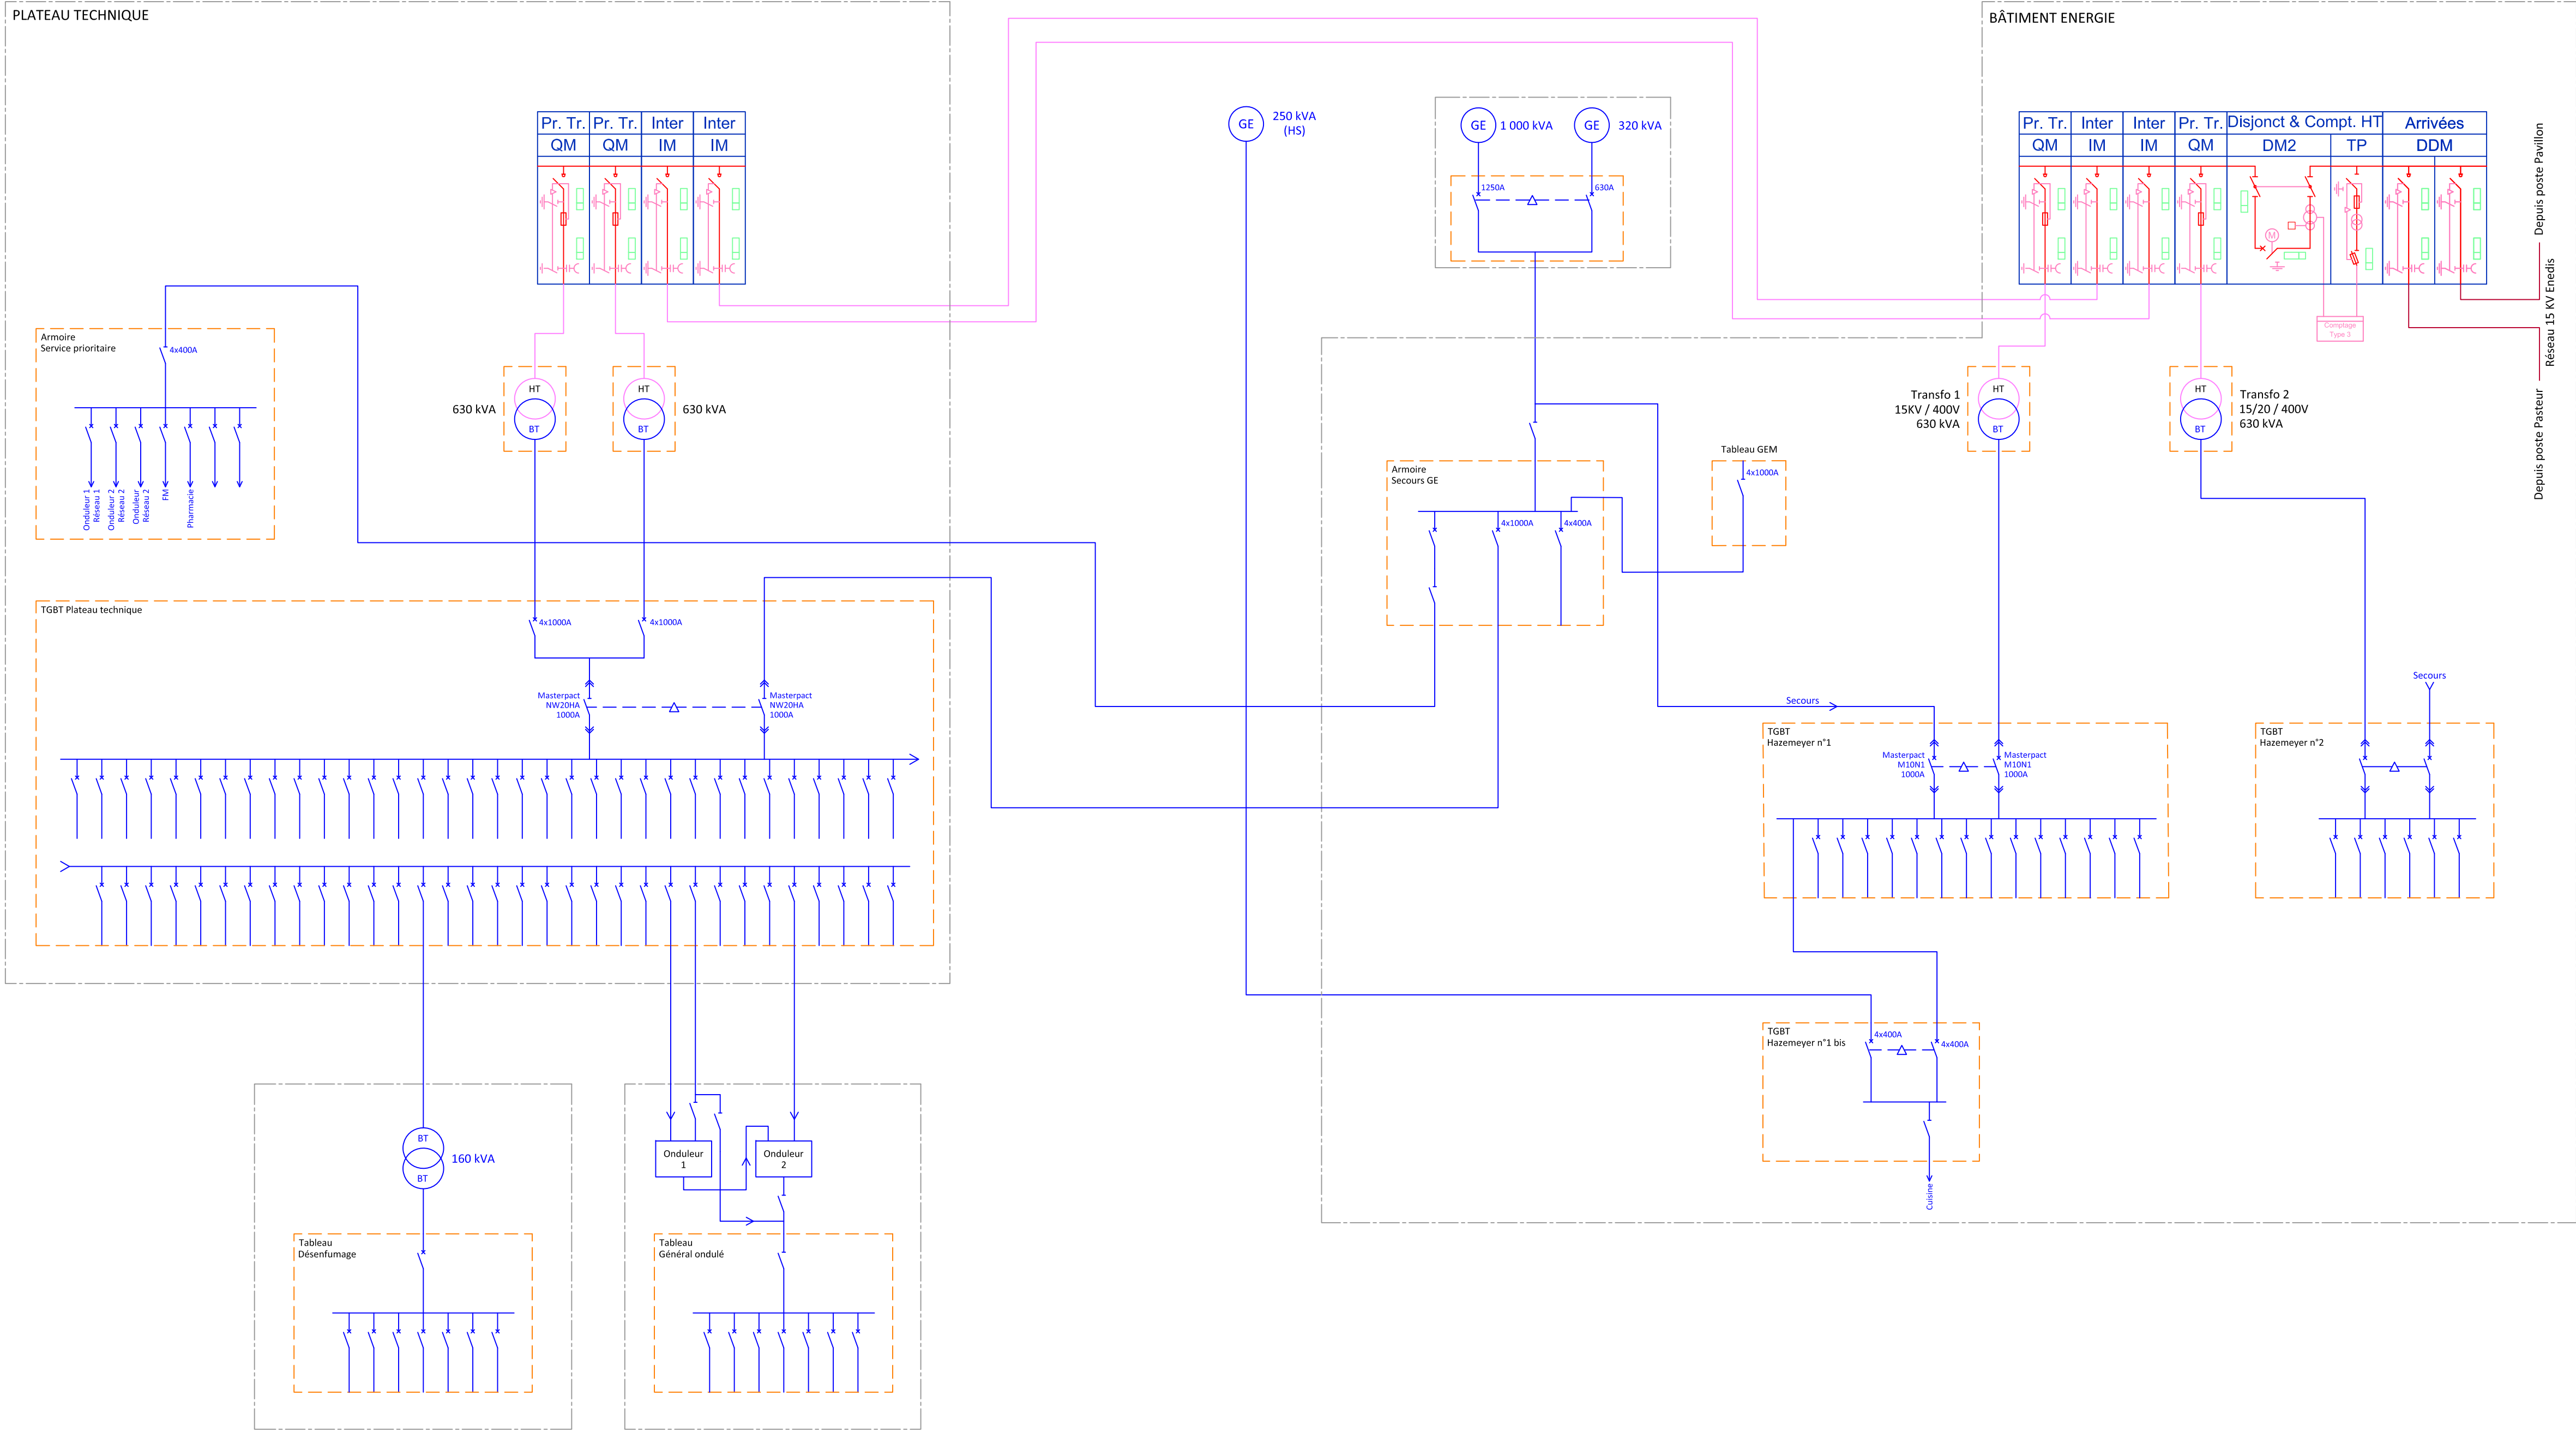 PLATEAU TECHNIQUE
BÂTIMENT ENERGIE
Pr. Tr. Pr. Tr. Inter Inter
QM QM IM IM
GE
250 kVA
(HS)
GE
1 000 kVA
GE
320 kVA
1250A
630A
Pr. Tr. Inter Inter Pr. Tr. Disjonct & Compt. HT Arrivées
QM IM IM QM DM2 TP DDM
M
Comptage
Type 3
Depuis poste Pavillon
Réseau 15 KV Enedis
Depuis poste Pasteur
Armoire
Service prioritaire
4x400A
Onduleur 1
Réseau 1
Onduleur 2
Réseau 2
Onduleur
Réseau 2
FM
Pharmacie
630 kVA
HT
BT
HT
BT
630 kVA
Transfo 1
15KV / 400V
630 kVA
HT
BT
HT
BT
Transfo 2
15/20 / 400V
630 kVA
Armoire
Secours GE
4x1000A
4x400A
Tableau GEM
4x1000A
TGBT Plateau technique
4x1000A
4x1000A
Masterpact
NW20HA
1000A
Masterpact
NW20HA
1000A
Secours
Secours
TGBT
Hazemeyer n°1
Masterpact
M10N1
1000A
Masterpact
M10N1
1000A
TGBT
Hazemeyer n°2
TGBT
Hazemeyer n°1 bis
4x400A
4x400A
Cuisine
BT
BT
160 kVA
Onduleur
1
Onduleur
2
Tableau
Désenfumage
Tableau
Général ondulé